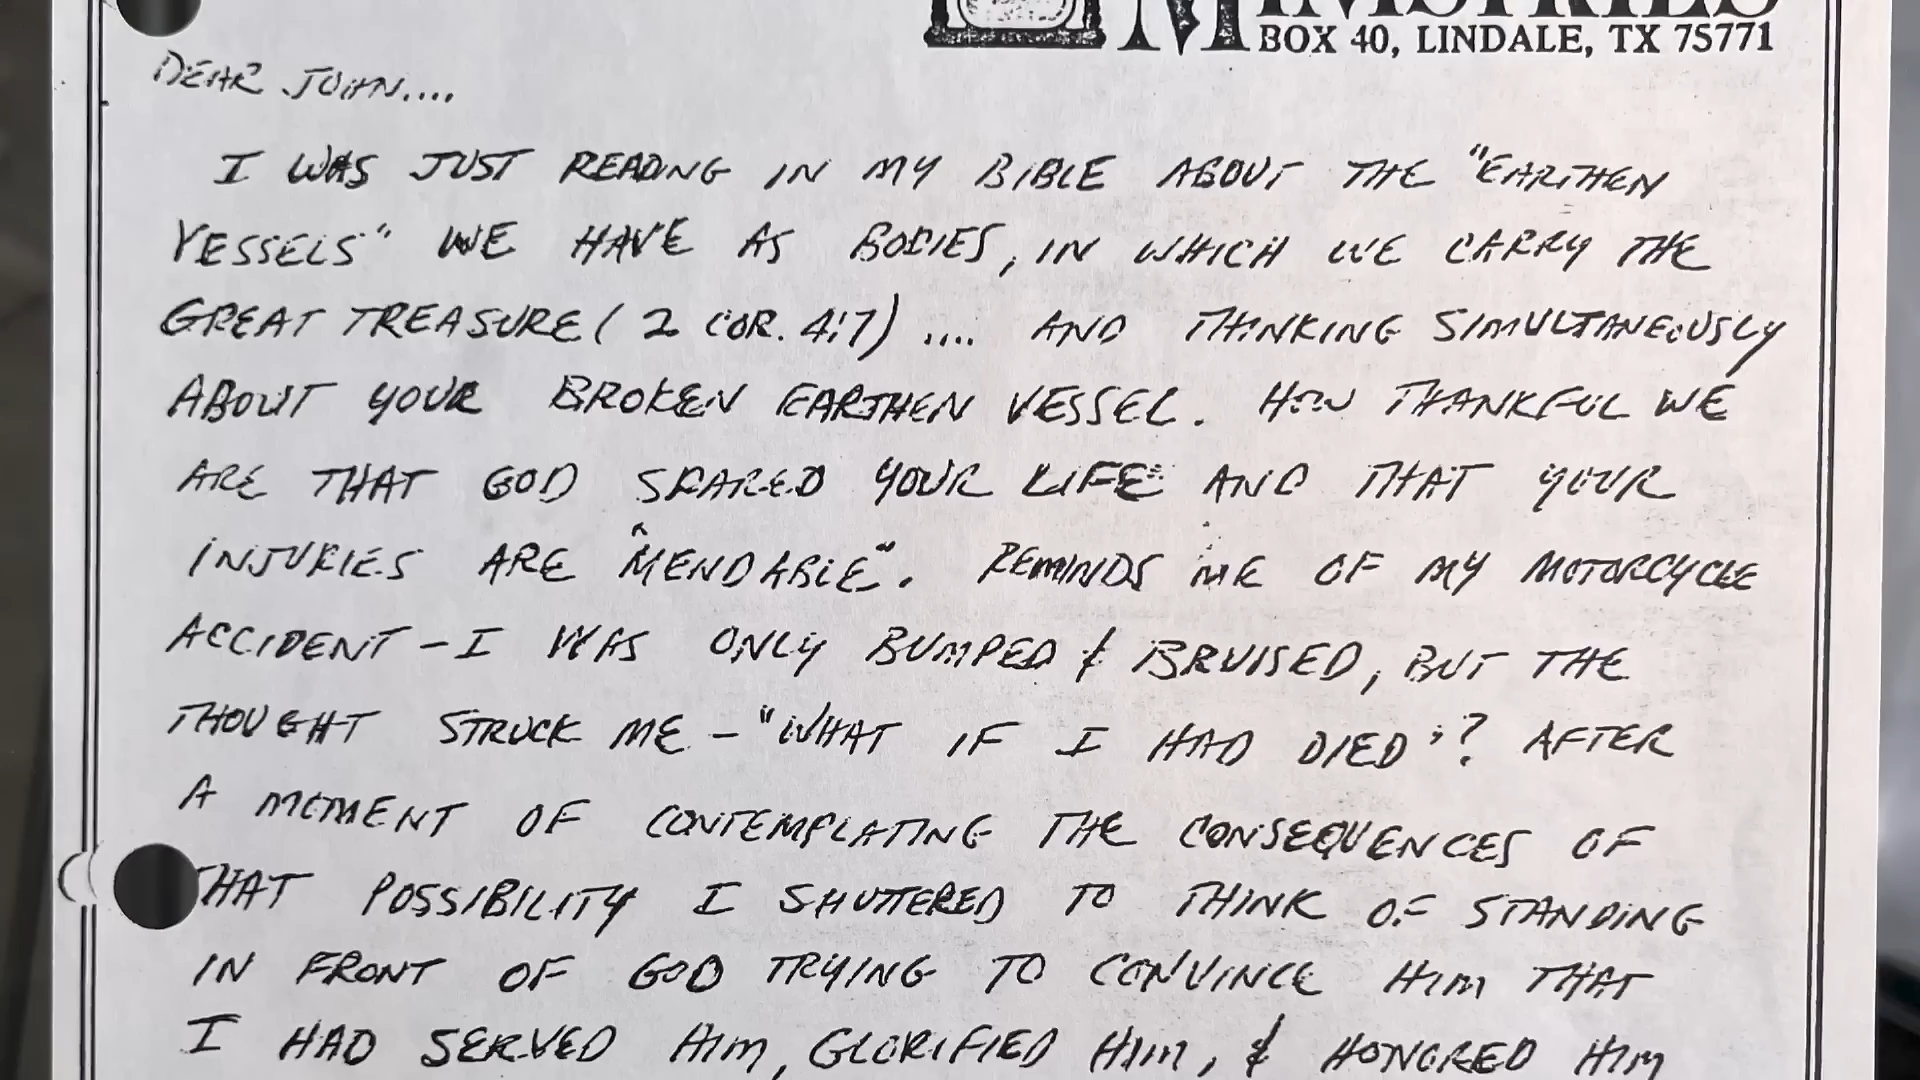 MINISTRIES
BOX 40, LINDALE, TX 75771
DEAR JOHN....
I WAS JUST READING IN MY BIBLE ABOUT THE "EARTHEN
VESSELS" WE HAVE AS BODIES, IN WHICH WE CARRY THE
GREAT TREASURE (2 COR. 4:7) .... AND THINKING SIMULTANEOUSLY
ABOUT YOUR BROKEN EARTHEN VESSEL. HOW THANKFUL WE
ARE THAT GOD SPARED YOUR LIFE AND THAT YOUR
INJURIES ARE "MENDABLE". REMINDS ME OF MY MOTORCYCLE
ACCIDENT - I WAS ONLY BUMPED & BRUISED, BUT THE
THOUGHT STRUCK ME - "WHAT IF I HAD DIED"? AFTER
A MOMENT OF CONTEMPLATING THE CONSEQUENCES OF
THAT POSSIBILITY I SHUTTERED TO THINK OF STANDING
IN FRONT OF GOD TRYING TO CONVINCE HIM THAT
I HAD SERVED HIM, GLORIFIED HIM, & HONORED HIM